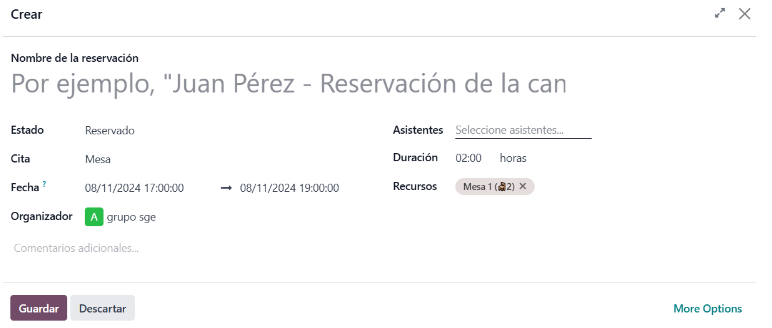 Crear
Nombre de la reservación
Por ejemplo, "Juan Pérez - Reservación de la can
Estado Reservado Asistentes Seleccione asistentes...
Cita Mesa Duración 02:00 horas
Fecha ? 08/11/2024 17:00:00 → 08/11/2024 19:00:00 Recursos Mesa 1 (🪑2) ×
Organizador A grupo sge
Comentarios adicionales...
Guardar Descartar More Options